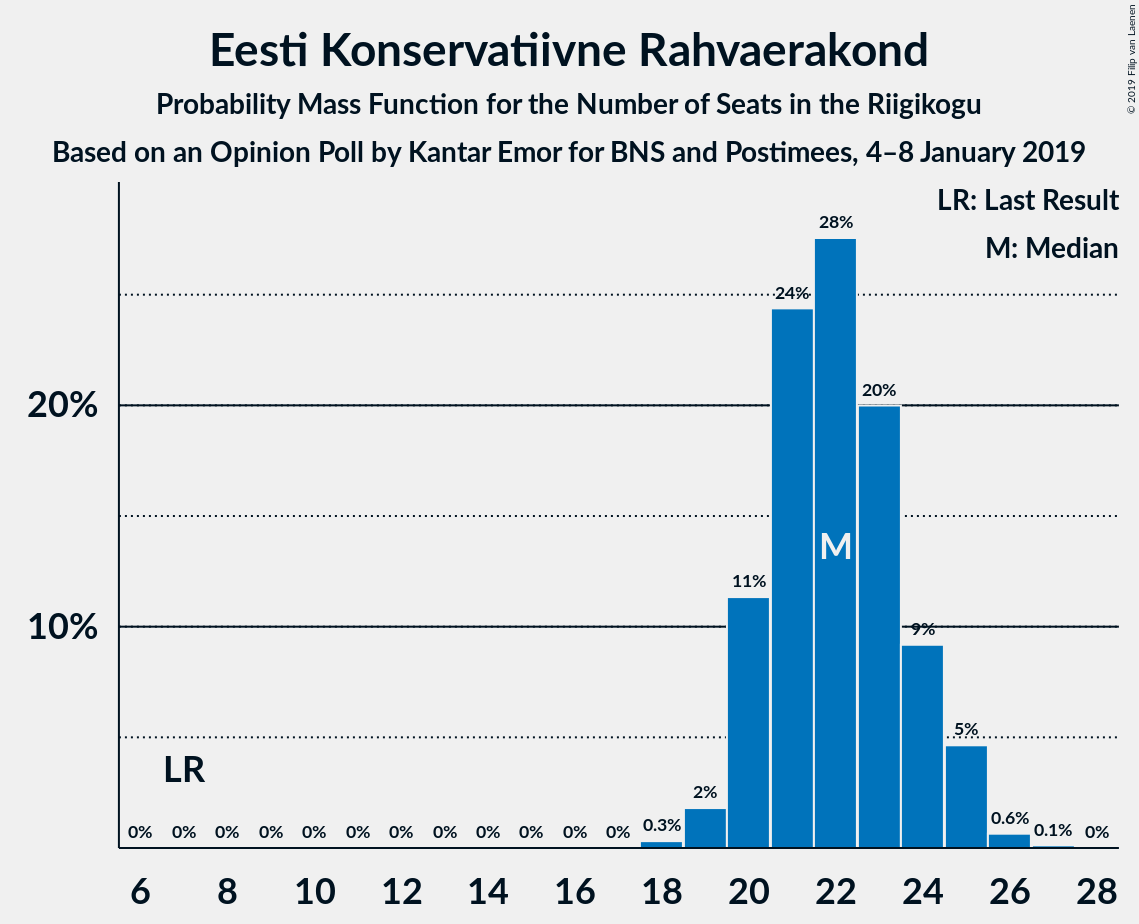 Eesti Konservatiivne Rahvaerakond
Probability Mass Function for the Number of Seats in the Riigikogu
Based on an Opinion Poll by Kantar Emor for BNS and Postimees, 4–8 January 2019
© 2019 Filip van Laenen
LR: Last Result
M: Median
20%
10%
0% 0% 0% 0% 0% 0% 0% 0% 0% 0% 0% 0% 0.3% 2% 11% 24% 28% 20% 9% 5% 0.6% 0.1% 0%
LR
M
6 8 10 12 14 16 18 20 22 24 26 28